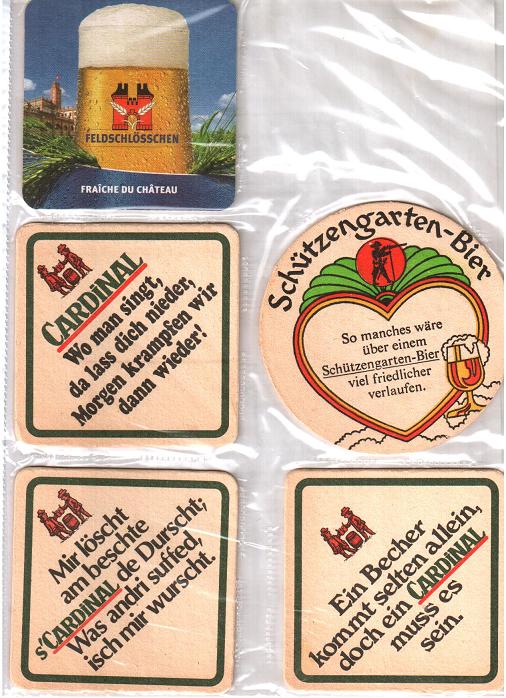 FELDSCHLÖSSCHEN
FRAÎCHE DU CHÂTEAU
CARDINAL
Wo man singt,
da lass dich nieder,
Morgen krampfen wir
dann wieder!
Schützengarten-Bier
So manches wäre
über einem
Schützengarten-Bier
viel friedlicher
verlaufen.
Mir löscht
am beschte
s'CARDINAL de Durscht;
Was andri suffed,
isch mir wurscht.
Ein Becher
kommt selten allein,
doch ein CARDINAL
muss es
sein.